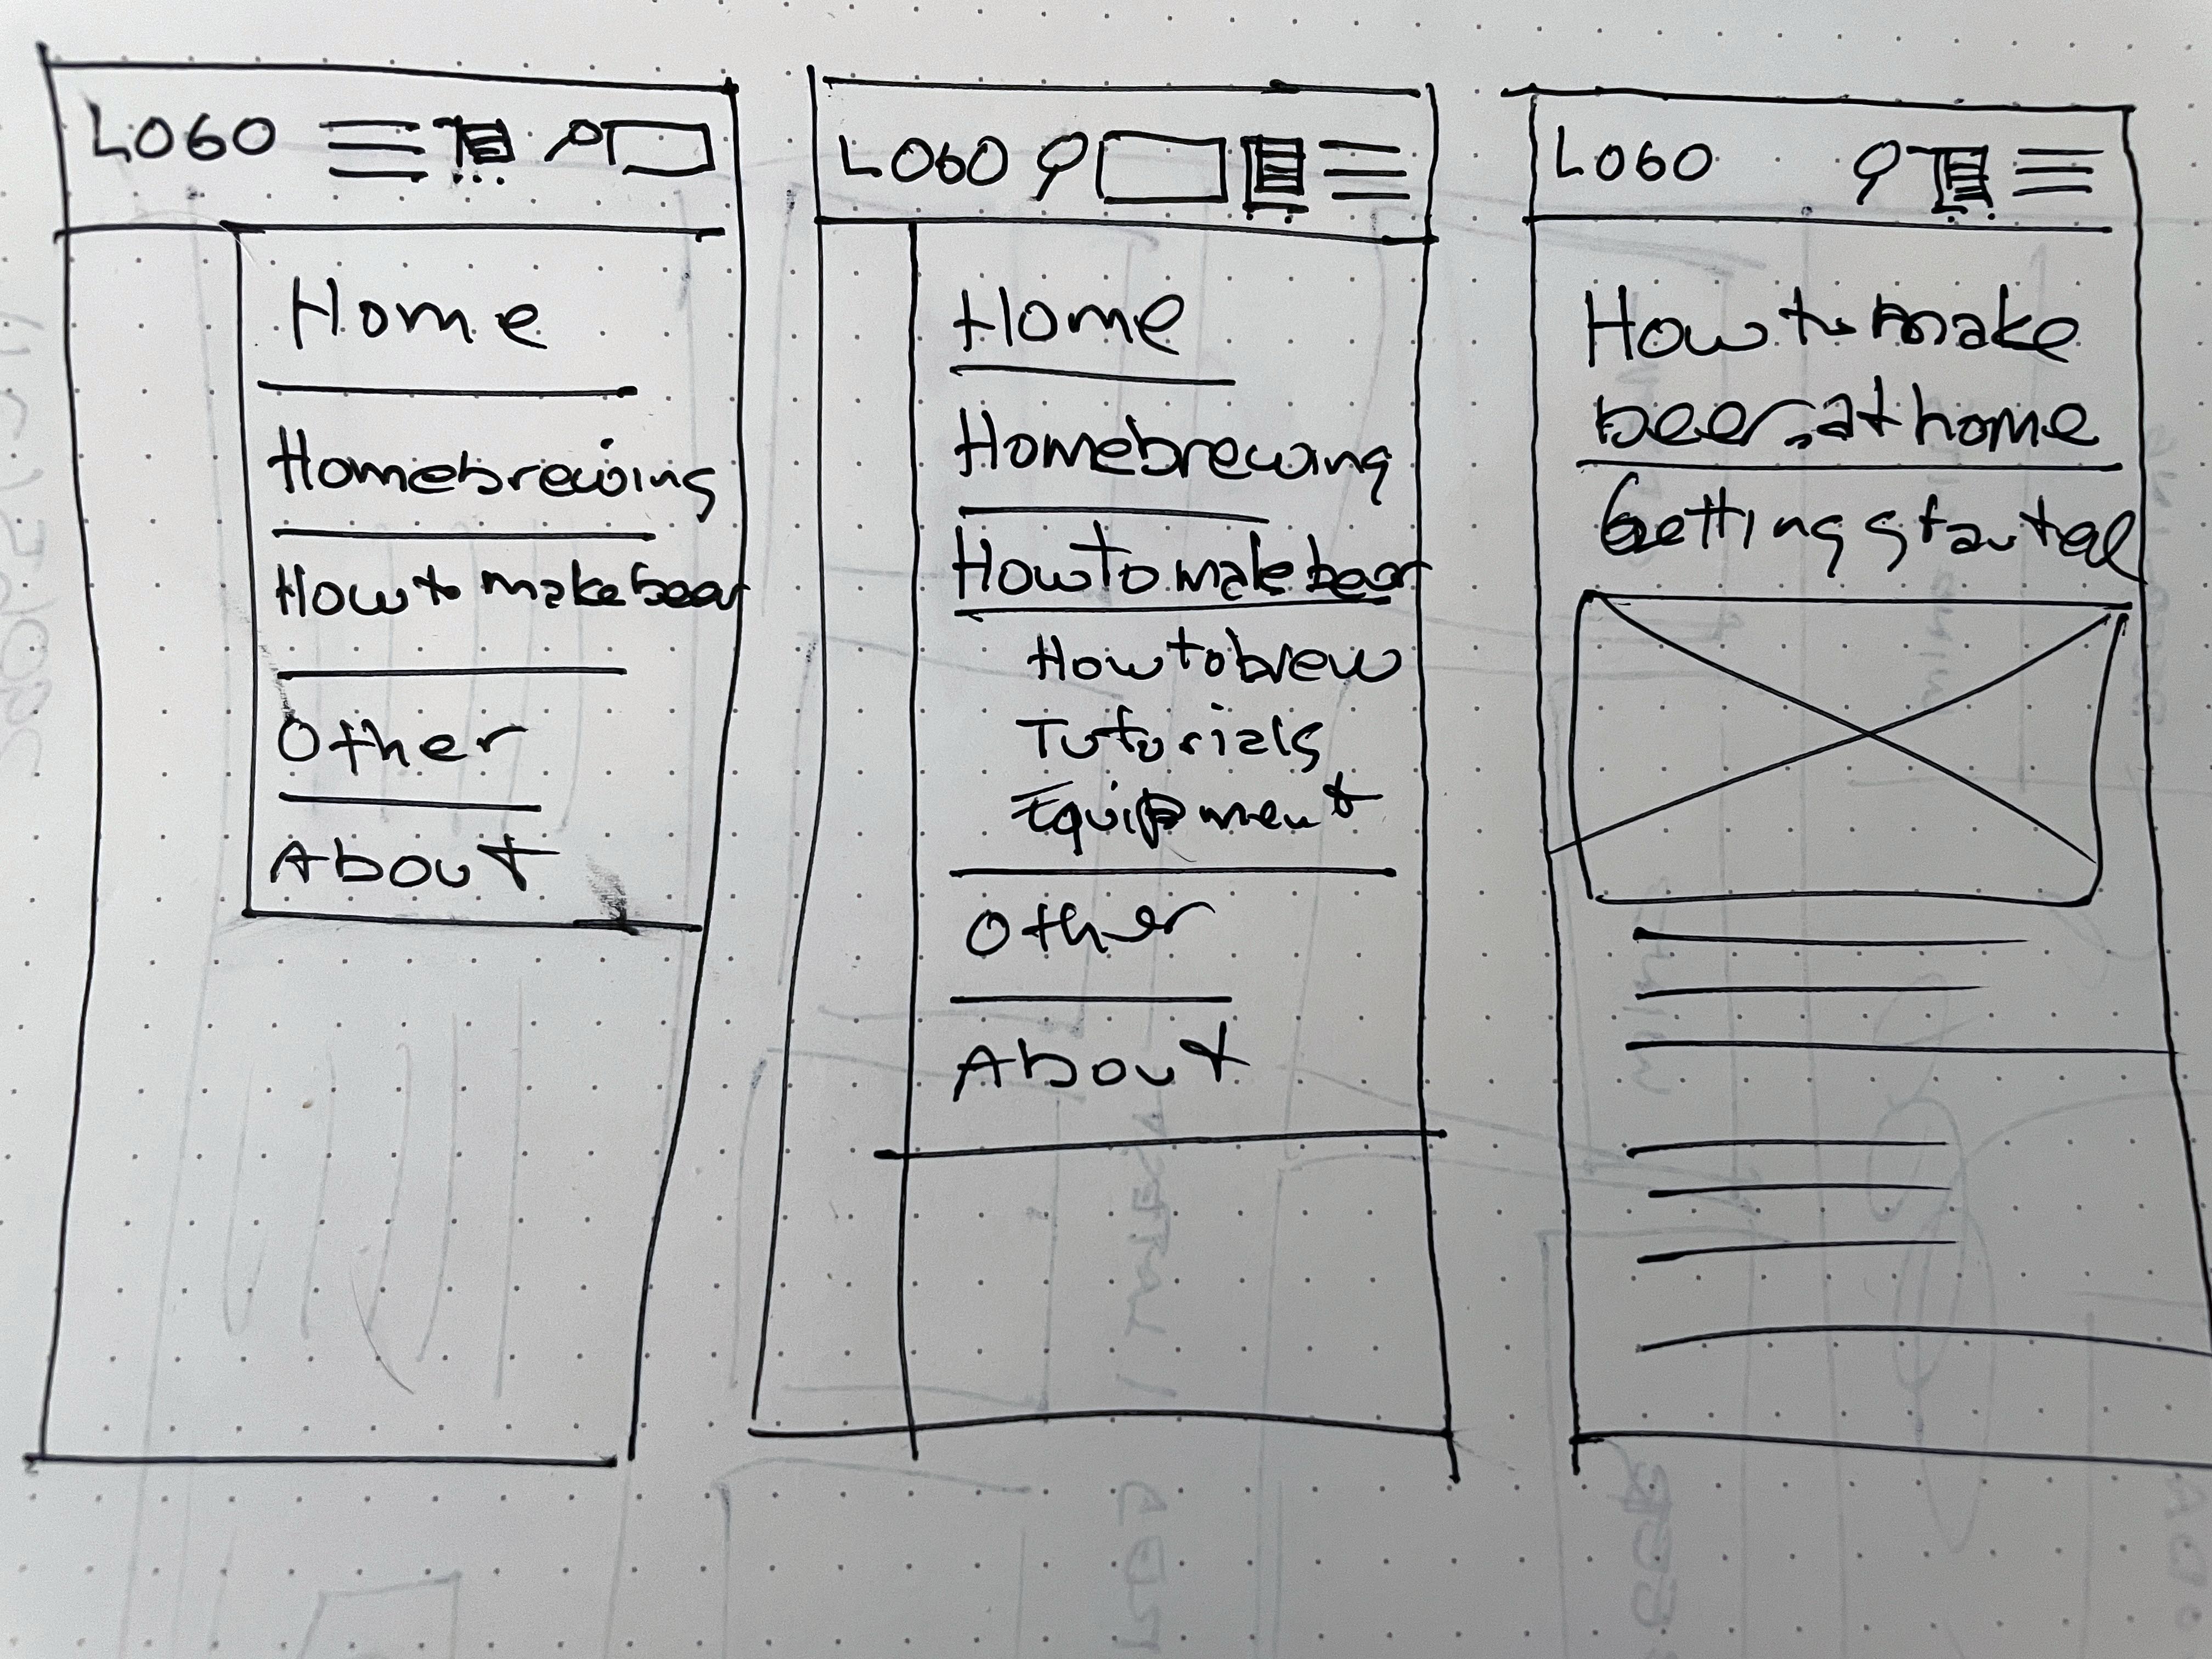 LOGO
Home
Homebrewing
How to make bear
Other
About
LOGO
Home
Homebrewing
How to make bear
How to brew
Tutorials
Equipment
Other
About
LOGO
How to make
beer at home
Getting started